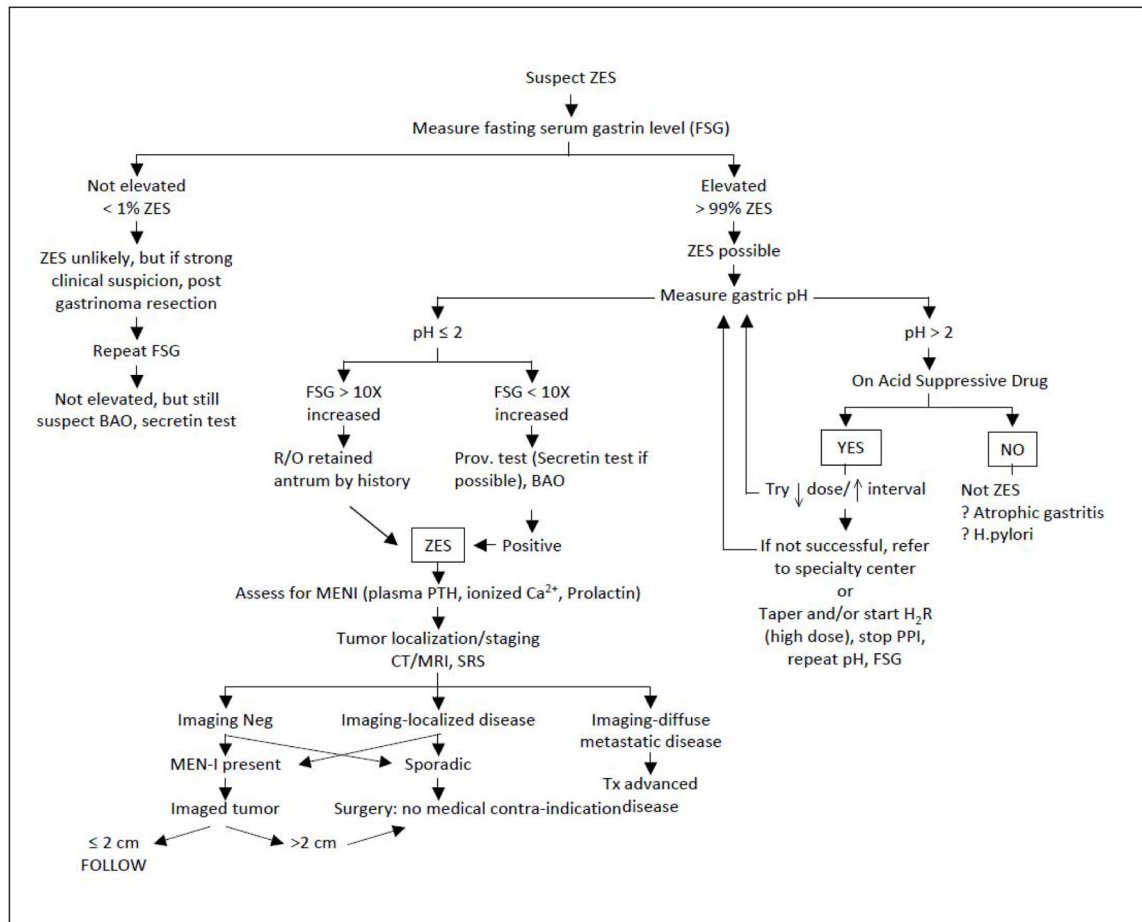 Suspect ZES
Measure fasting serum gastrin level (FSG)
Not elevated
< 1% ZES
ZES unlikely, but if strong
clinical suspicion, post
gastrinoma resection
Repeat FSG
Not elevated, but still
suspect BAO, secretin test
Elevated
> 99% ZES
ZES possible
Measure gastric pH
pH ≤ 2
FSG > 10X
increased
R/O retained
antrum by history
FSG < 10X
increased
Prov. test (Secretin test if
possible), BAO
Positive
ZES
pH > 2
On Acid Suppressive Drug
YES
Try ↓ dose/ ↑ interval
If not successful, refer
to specialty center
or
Taper and/or start H₂R
(high dose), stop PPI,
repeat pH, FSG
NO
Not ZES
? Atrophic gastritis
? H.pylori
Assess for MENI (plasma PTH, ionized Ca²⁺, Prolactin)
Tumor localization/staging
CT/MRI, SRS
Imaging Neg
Imaging-localized disease
Imaging-diffuse
metastatic disease
MEN-I present
Sporadic
Tx advanced
disease
Imaged tumor
Surgery: no medical contra-indication
≤ 2 cm
FOLLOW
>2 cm